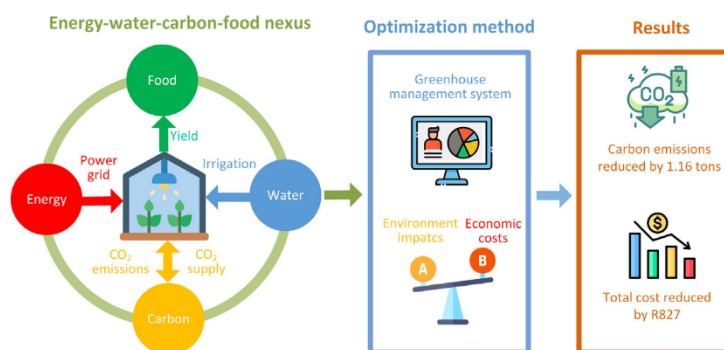 Energy-water-carbon-food nexus
Food
Yield
Power
grid
Irrigation
Energy
Water
CO₂
emissions
CO₂
supply
Carbon
Optimization method
Greenhouse
management system
Environment
impatcs
Economic
costs
A
B
Results
CO₂
Carbon emissions
reduced by 1.16 tons
$
Total cost reduced
by R827